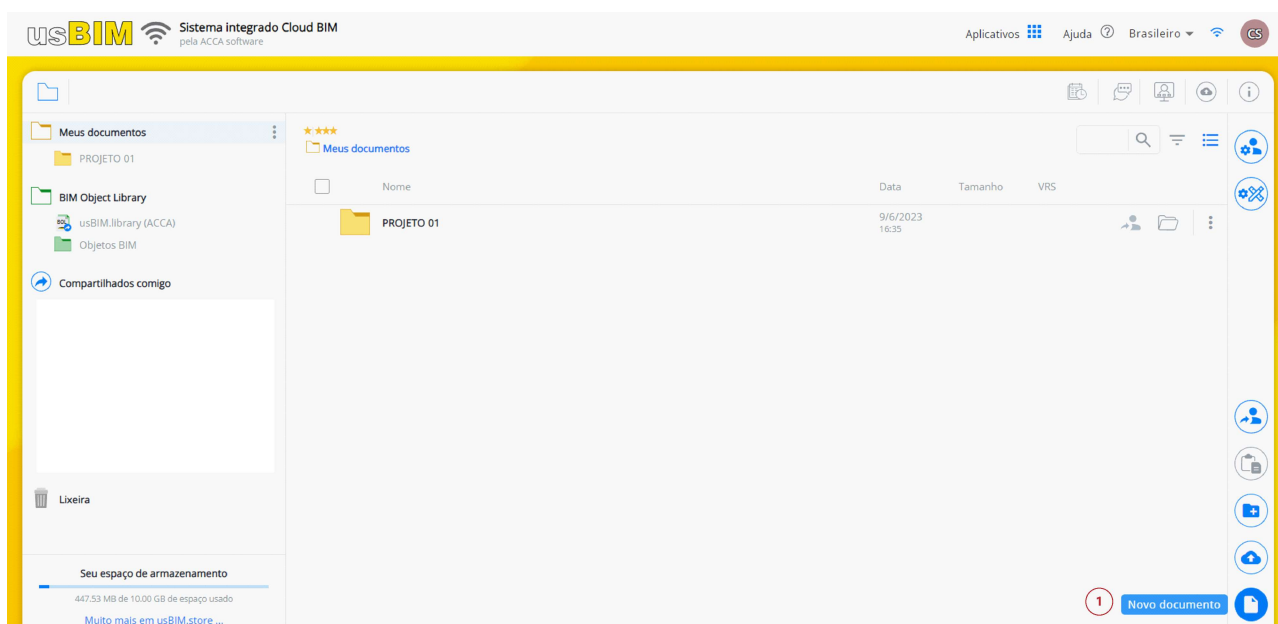 usBIM
Sistema integrado Cloud BIM
pela ACCA software
Aplicativos
Ajuda
Brasileiro
CS
Meus documentos
PROJETO 01
BIM Object Library
usBIM.library (ACCA)
Objetos BIM
Compartilhados comigo
Lixeira
Seu espaço de armazenamento
447.53 MB de 10.00 GB de espaço usado
Muito mais em usBIM.store ...
Meus documentos
Nome Data Tamanho VRS
PROJETO 01 9/6/2023
16:35
1 Novo documento